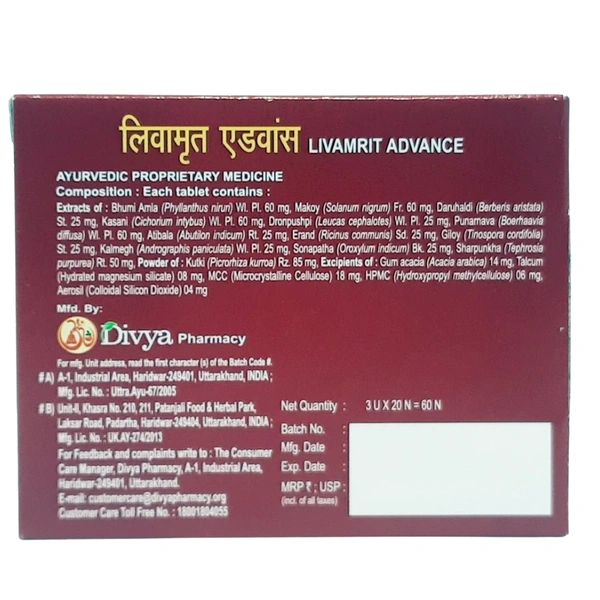 लिवामृत एडवांस LIVAMRIT ADVANCE
AYURVEDIC PROPRIETARY MEDICINE
Composition : Each tablet contains :
Extracts of : Bhumi Amla (Phyllanthus niruri) Wl. Pl. 60 mg, Makoy (Solanum nigrum) Fr. 60 mg, Daruhaldi (Berberis aristata)
St. 25 mg, Kasani (Cichorium intybus) Wl. Pl. 60 mg, Dronpushpi (Leucas cephalotes) Wl. Pl. 25 mg, Punarnava (Boerhaavia
diffusa) Wl. Pl. 60 mg, Atibala (Abutilon indicum) Rt. 25 mg, Erand (Ricinus communis) Sd. 25 mg, Giloy (Tinospora cordifolia)
St. 25 mg, Kalmegh (Andrographis paniculata) Wl. Pl. 25 mg, Sonapatha (Oroxylum indicum) Bk. 25 mg, Sharpunkha (Tephrosia
purpurea) Rt. 50 mg, Powder of : Kutki (Picrorhiza kurroa) Rz. 85 mg, Excipients of : Gum acacia (Acacia arabica) 14 mg, Talcum
(Hydrated magnesium silicate) 08 mg, MCC (Microcrystalline Cellulose) 18 mg, HPMC (Hydroxypropyl methylcellulose) 06 mg,
Aerosil (Colloidal Silicon Dioxide) 04 mg
Mfd. By:
Divya Pharmacy
For mfg. Unit address, read the first character (s) of the Batch Code #.
# A) A-1, Industrial Area, Haridwar-249401, Uttarakhand, INDIA ;
Mfg. Lic. No. : Uttra.Ayu-67/2005
# B) Unit-II, Khasra No. 210, 211, Patanjali Food & Herbal Park,
Laksar Road, Padartha, Haridwar-249404, Uttarakhand, INDIA ;
Mfg. Lic. No. : UK.AY-274/2013
For Feedback and complaints write to : The Consumer
Care Manager, Divya Pharmacy, A-1, Industrial Area,
Haridwar-249401, Uttarakhand.
E-mail: customercare@divyapharmacy.org
Customer Care Toll Free No. : 18001804055
Net Quantity : 3 U X 20 N = 60 N
Batch No. :
Mfg. Date :
Exp. Date :
MRP ₹ ; USP :
(incl. of all taxes)